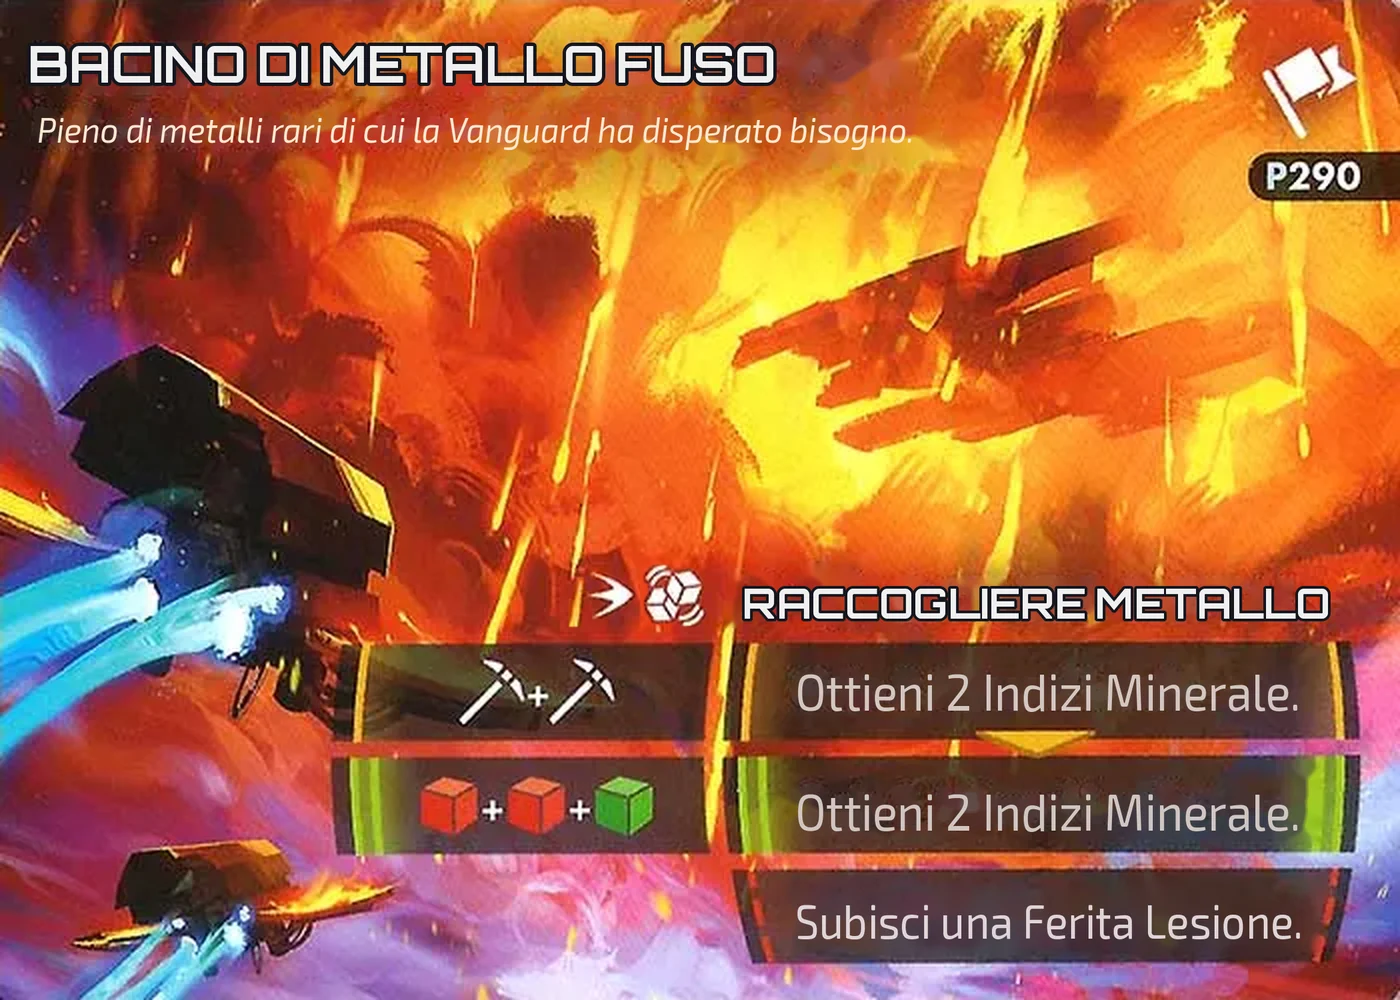 BACINO DI METALLO FUSO
Pieno di metalli rari di cui la Vanguard ha disperato bisogno.
P290
RACCOGLIERE METALLO
+
Ottieni 2 Indizi Minerale.
+ +
Ottieni 2 Indizi Minerale.
Subisci una Ferita Lesione.